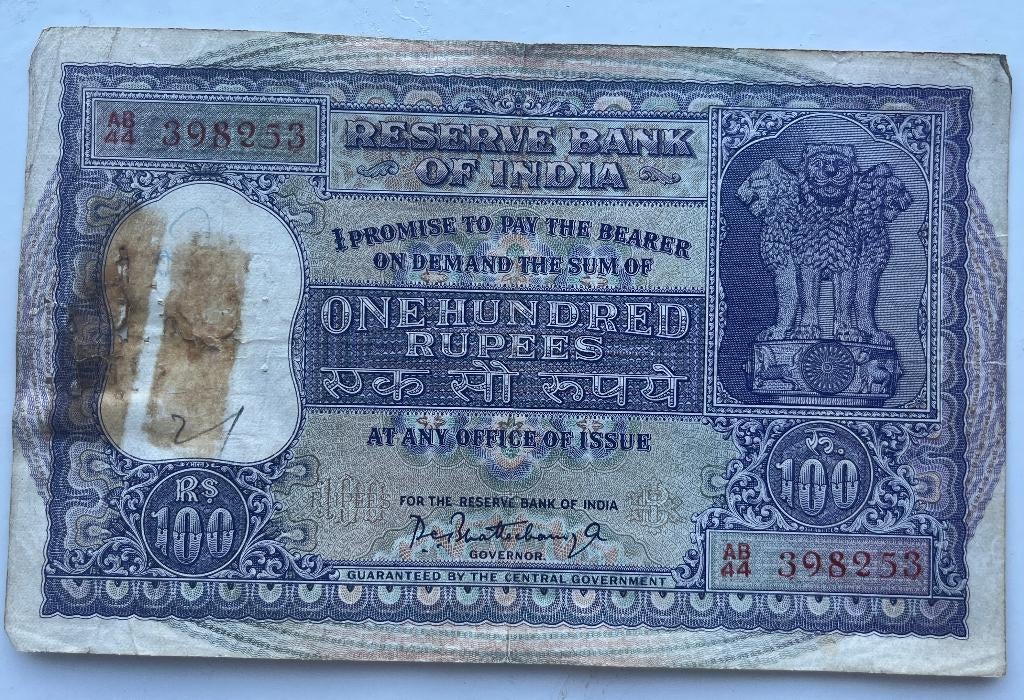 AB
44 398253
RESERVE BANK
OF INDIA
I PROMISE TO PAY THE BEARER
ON DEMAND THE SUM OF
ONE HUNDRED
RUPEES
एक सौ रुपये
AT ANY OFFICE OF ISSUE
21
RS
100
रु.
100
FOR THE RESERVE BANK OF INDIA
P. C. Bhattacharyya
GOVERNOR.
AB
44 398253
GUARANTEED BY THE CENTRAL GOVERNMENT